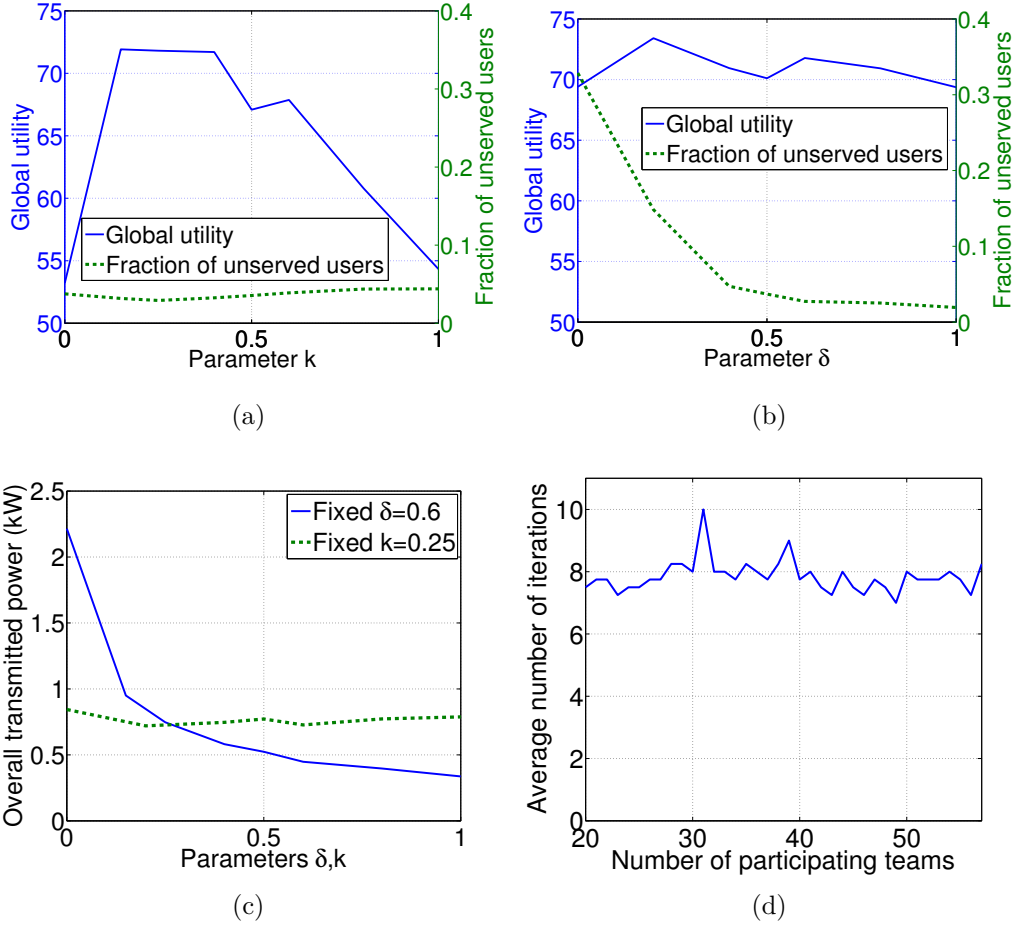 75
70
65
60
55
50
0.4
0.3
0.2
0.1
0
0
0.5
1
Global utility
Fraction of unserved users
Global utility
Fraction of unserved users
Parameter k
(a)
75
70
65
60
55
50
0.4
0.3
0.2
0.1
0
0
0.5
1
Global utility
Fraction of unserved users
Global utility
Fraction of unserved users
Parameter δ
(b)
2.5
2
1.5
1
0.5
0
0
0.5
1
Overall transmitted power (kW)
Fixed δ=0.6
Fixed k=0.25
Parameters δ,k
(c)
10
8
6
4
2
0
20
30
40
50
Average number of iterations
Number of participating teams
(d)